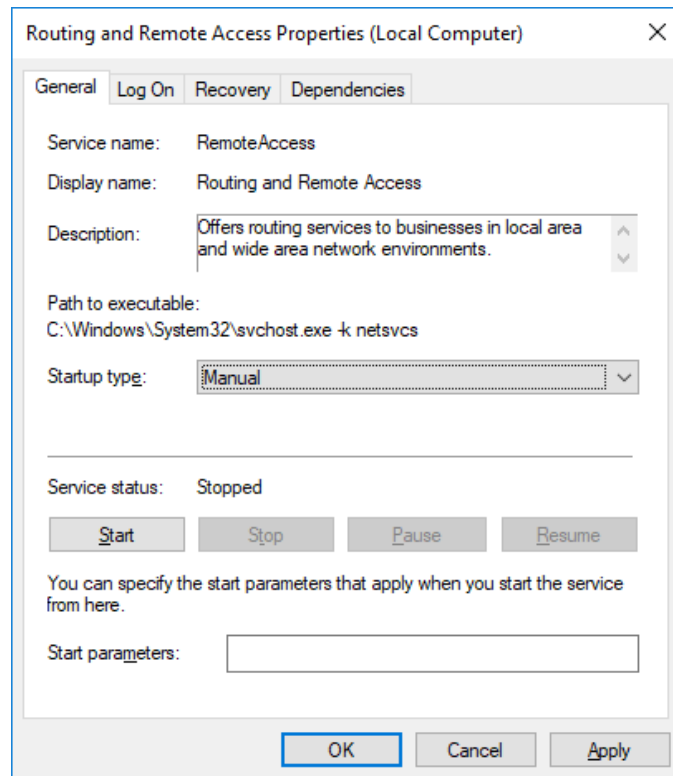 Routing and Remote Access Properties (Local Computer)
General Log On Recovery Dependencies
Service name: RemoteAccess
Display name: Routing and Remote Access
Description: Offers routing services to businesses in local area
and wide area network environments.
Path to executable:
C:\Windows\System32\svchost.exe -k netsvcs
Startup type: Manual
Service status: Stopped
Start Stop Pause Resume
You can specify the start parameters that apply when you start the service
from here.
Start parameters:
OK Cancel Apply